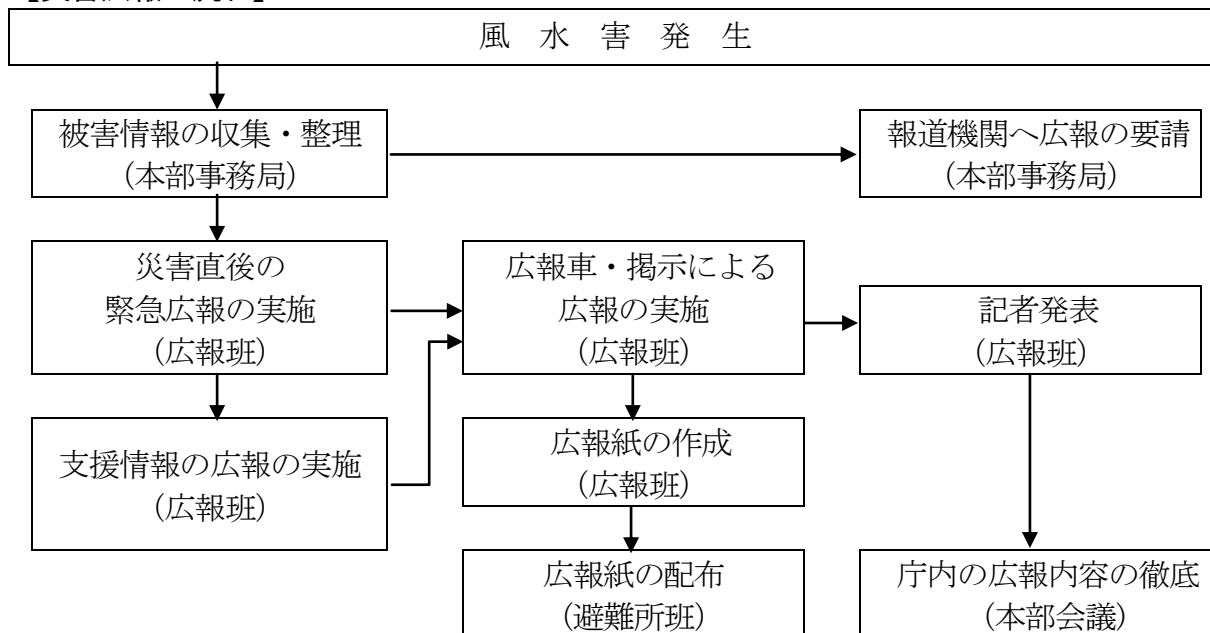 風 水 害 発 生
被害情報の収集・整理
(本部事務局)
報道機関へ広報の要請
(本部事務局)
災害直後の
緊急広報の実施
(広報班)
広報車・掲示による
広報の実施
(広報班)
記者発表
(広報班)
支援情報の広報の実施
(広報班)
広報紙の作成
(広報班)
広報紙の配布
(避難所班)
庁内の広報内容の徹底
(本部会議)